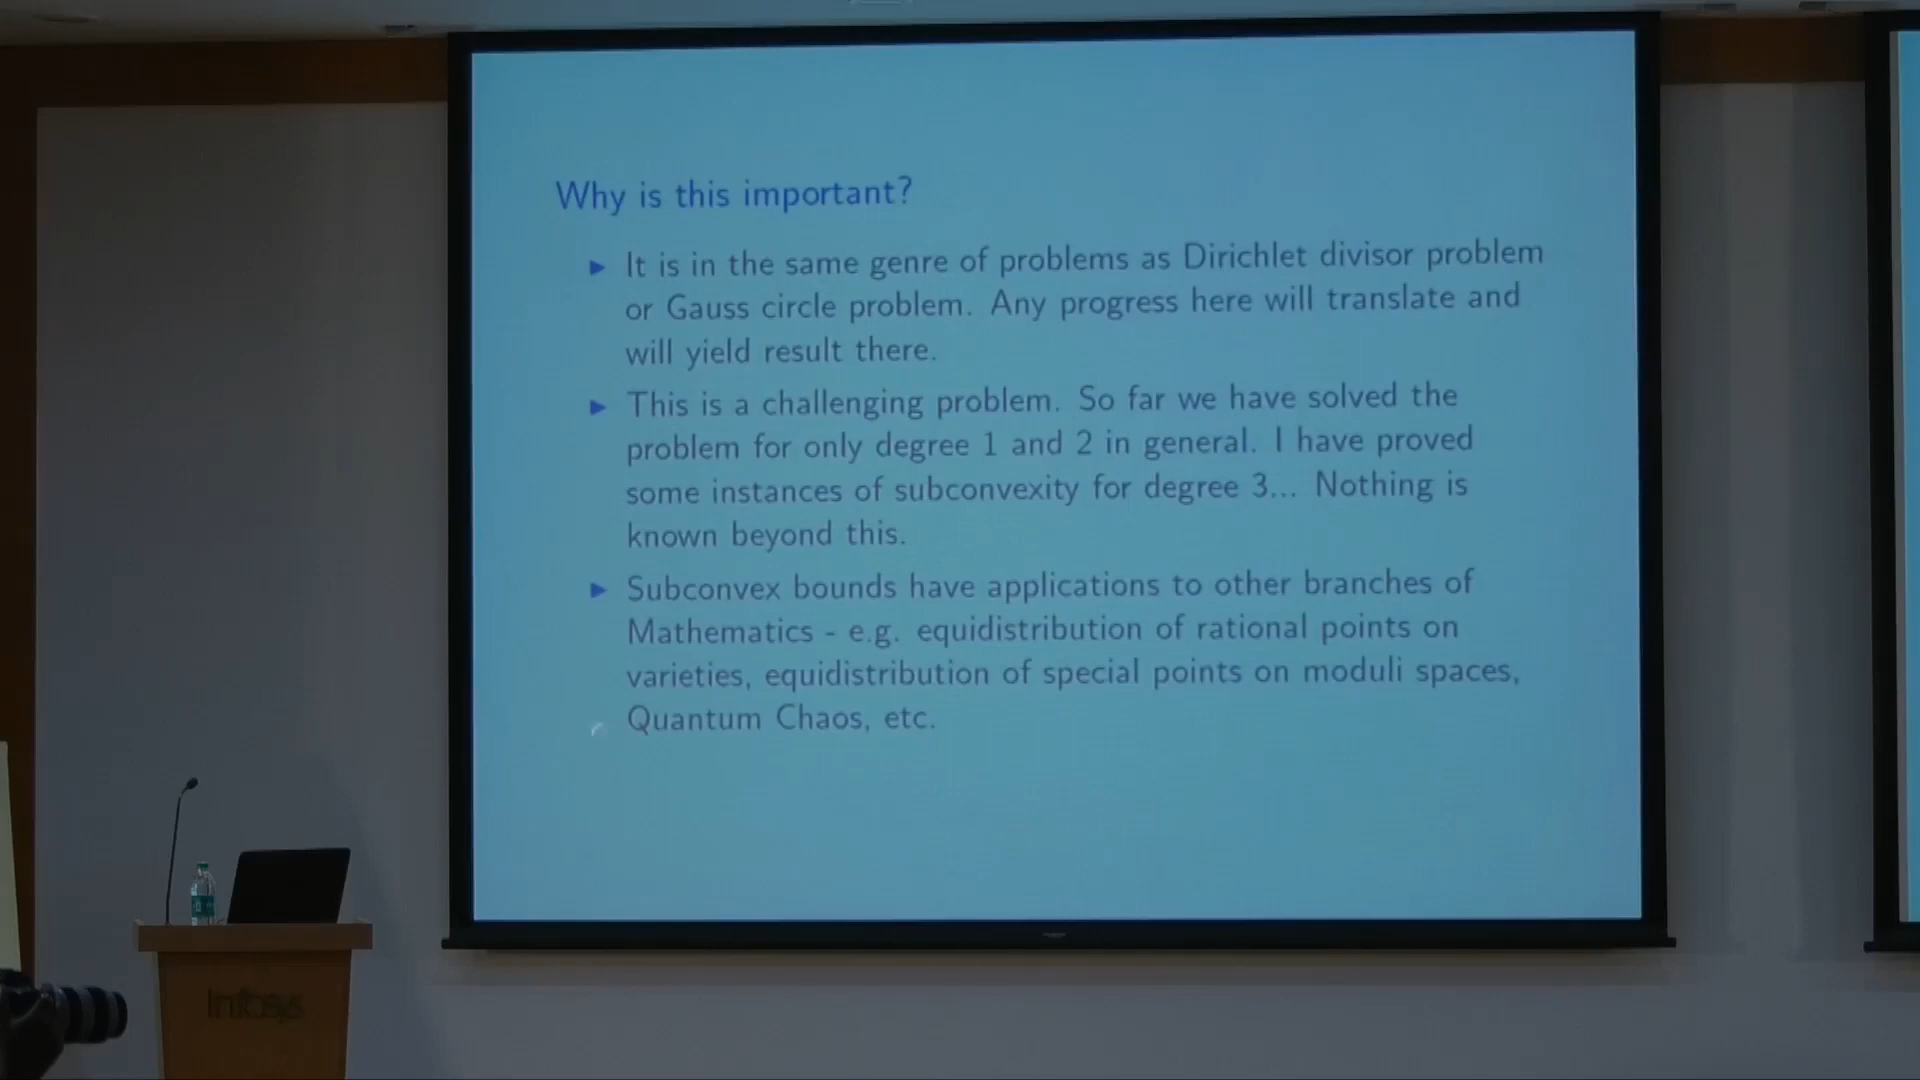 Why is this important?
It is in the same genre of problems as Dirichlet divisor problem
or Gauss circle problem. Any progress here will translate and
will yield result there.
This is a challenging problem. So far we have solved the
problem for only degree 1 and 2 in general. I have proved
some instances of subconvexity for degree 3... Nothing is
known beyond this.
Subconvex bounds have applications to other branches of
Mathematics - e.g. equidistribution of rational points on
varieties, equidistribution of special points on moduli spaces,
Quantum Chaos, etc.
Infosys